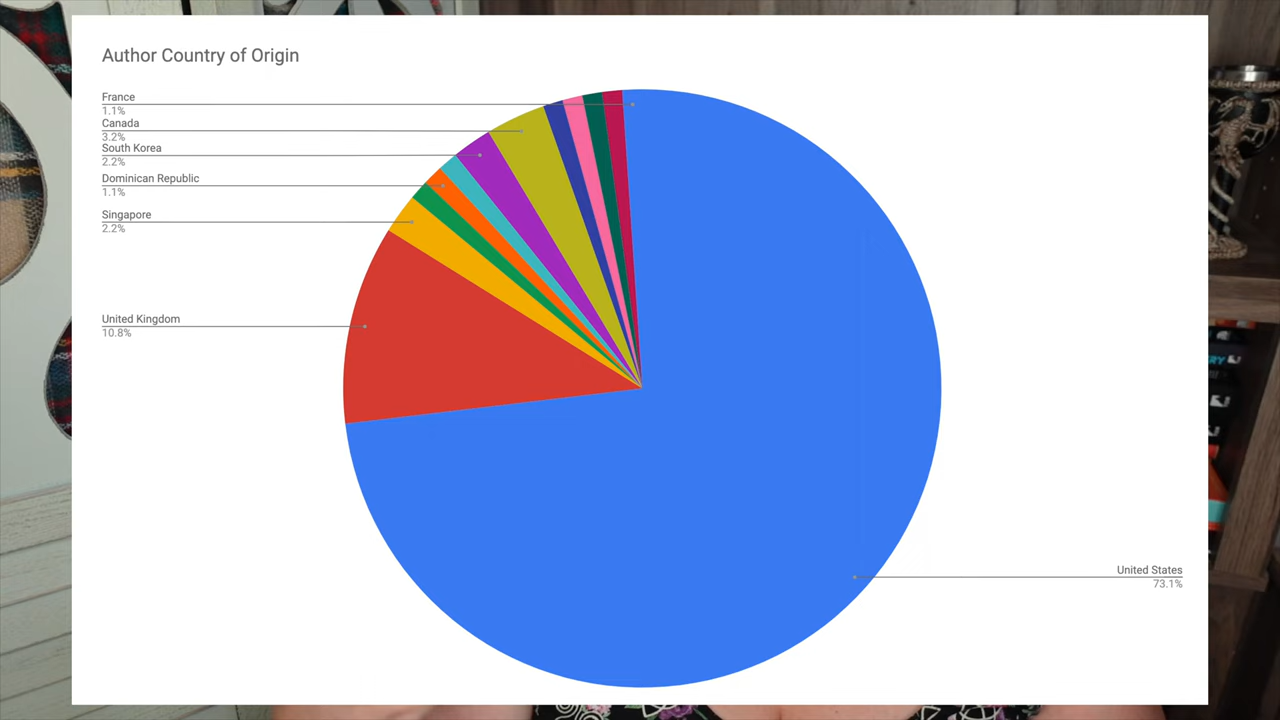 Author Country of Origin
France
1.1%
Canada
3.2%
South Korea
2.2%
Dominican Republic
1.1%
Singapore
2.2%
United Kingdom
10.8%
United States
73.1%